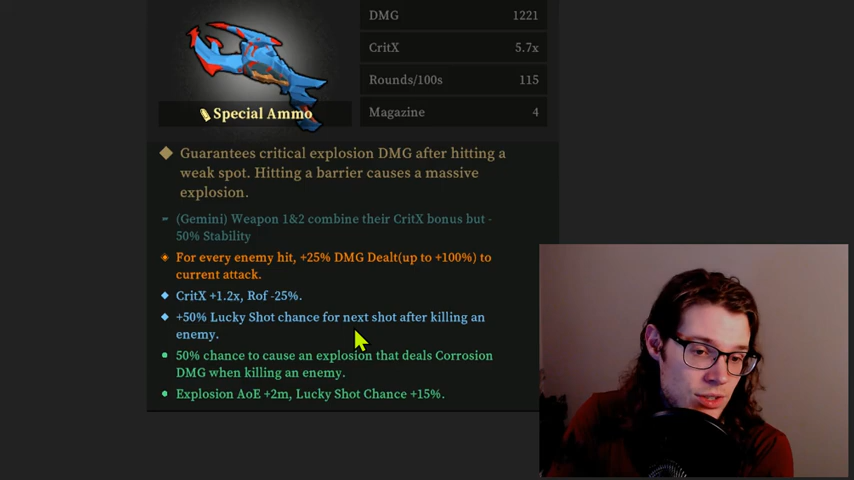 DMG 1221
CritX 5.7x
Rounds/100s 115
Magazine 4
Special Ammo
Guarantees critical explosion DMG after hitting a
weak spot. Hitting a barrier causes a massive
explosion.
(Gemini) Weapon 1&2 combine their CritX bonus but -
50% Stability
For every enemy hit, +25% DMG Dealt(up to +100%) to
current attack.
CritX +1.2x, Rof -25%.
+50% Lucky Shot chance for next shot after killing an
enemy.
50% chance to cause an explosion that deals Corrosion
DMG when killing an enemy.
Explosion AoE +2m, Lucky Shot Chance +15%.